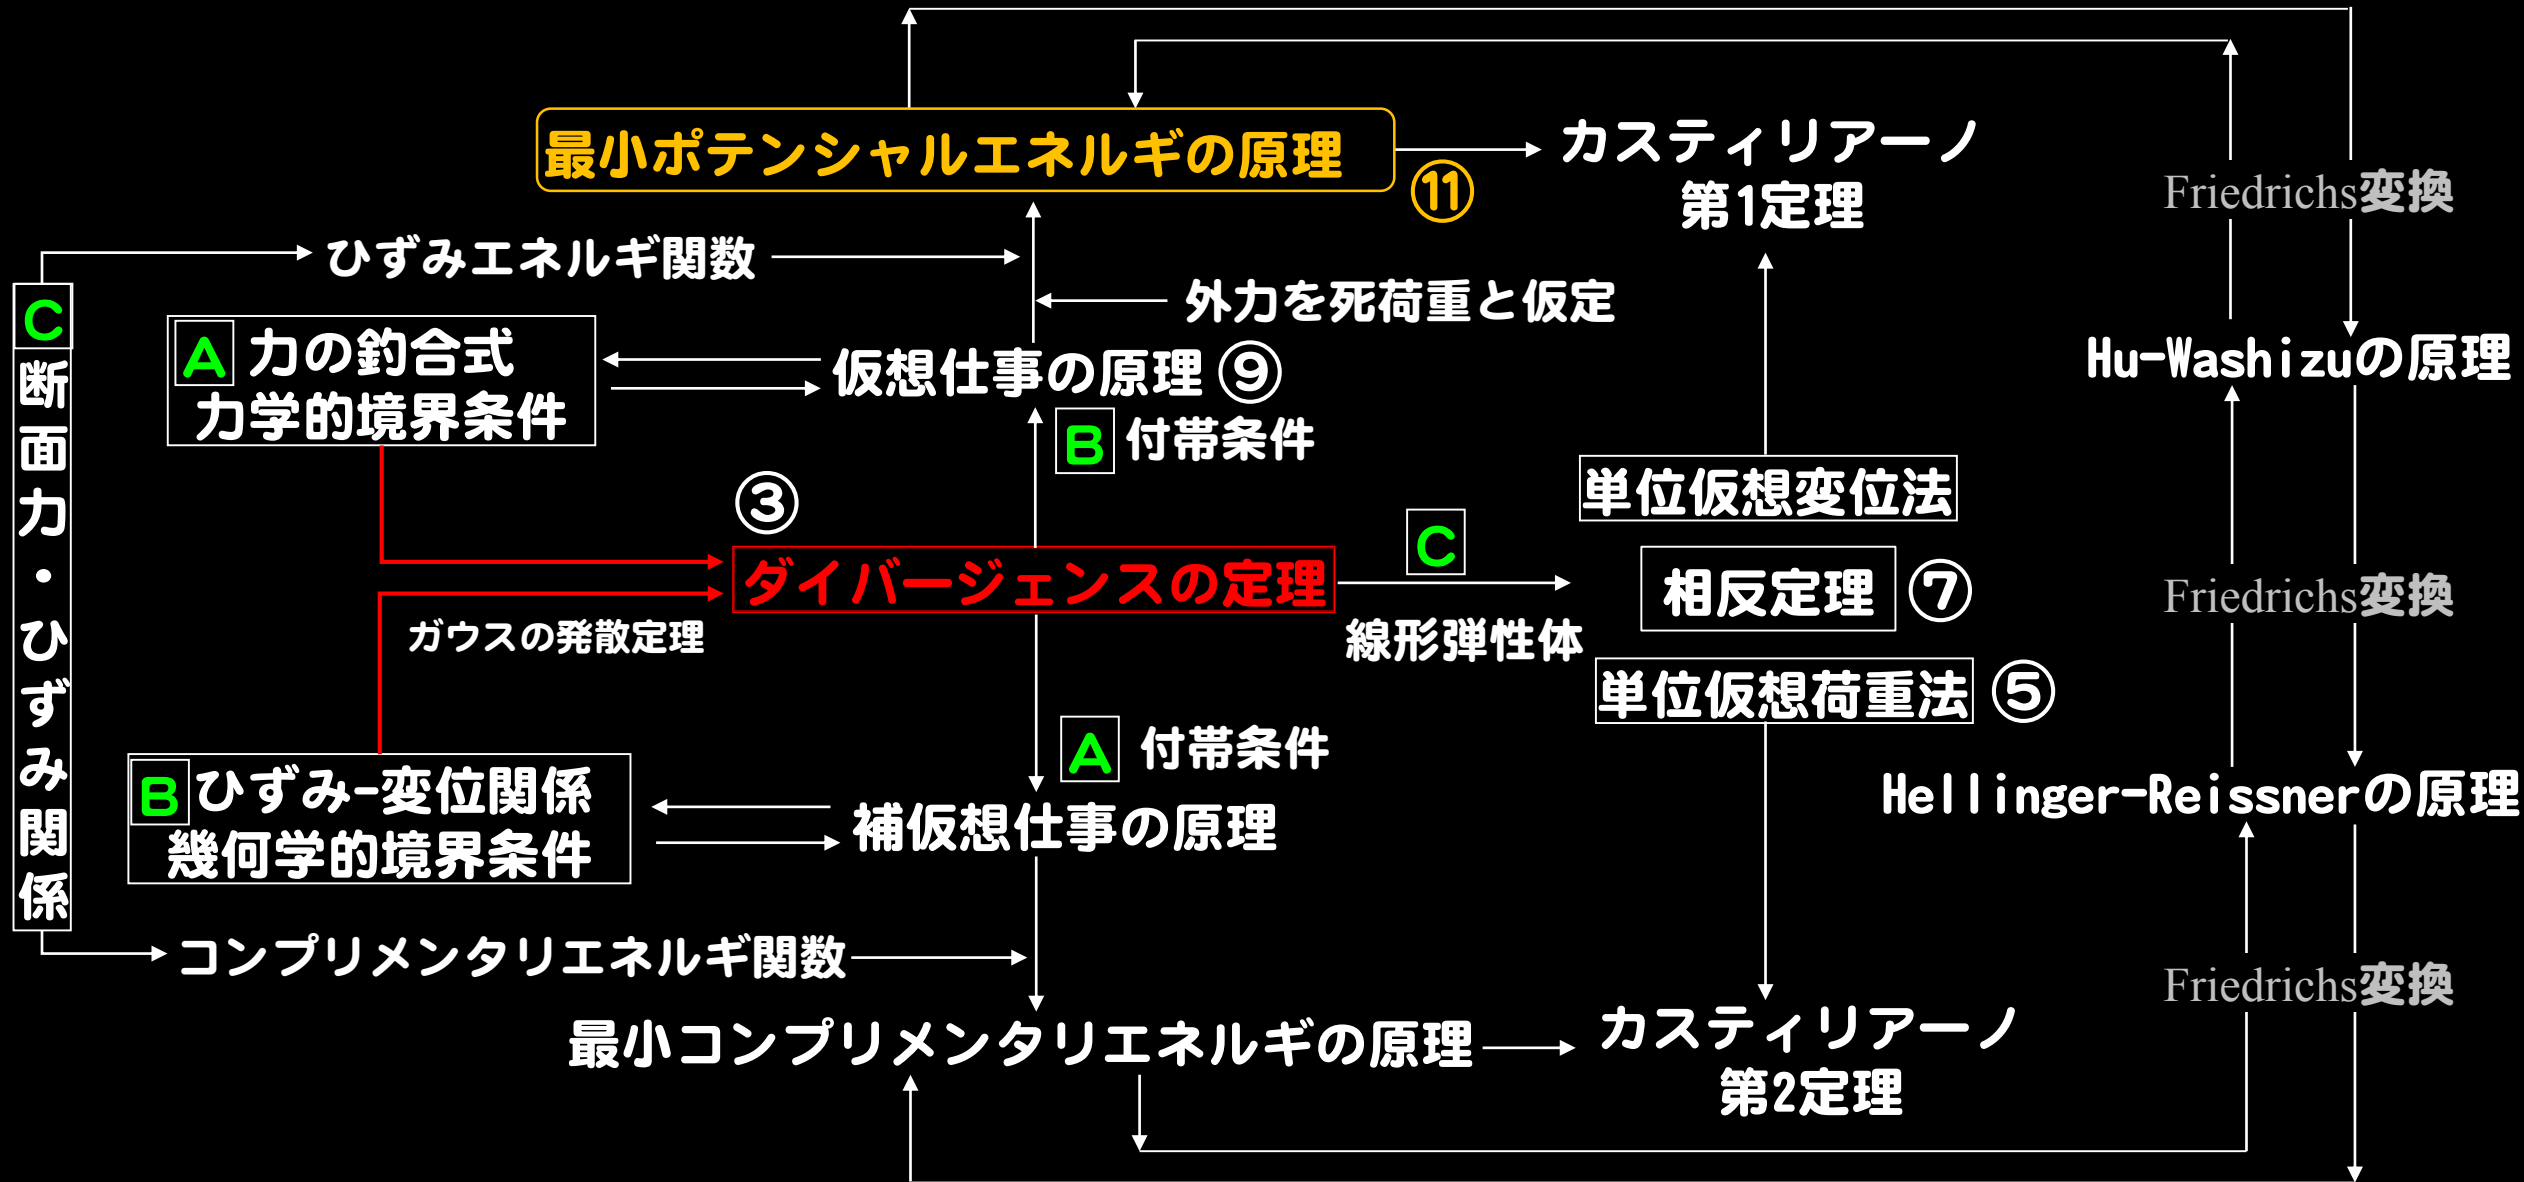 最小ポテンシャルエネルギの原理
⑪
カスティリアーノ
第1定理
Friedrichs変換
ひずみエネルギ関数
外力を死荷重と仮定
C
断面力・ひずみ関係
A 力の釣合式
力学的境界条件
仮想仕事の原理 ⑨
Hu-Washizuの原理
B 付帯条件
③
単位仮想変位法
C
ダイバージェンスの定理
相反定理 ⑦
Friedrichs変換
ガウスの発散定理
線形弾性体
単位仮想荷重法 ⑤
A 付帯条件
B ひずみ-変位関係
幾何学的境界条件
補仮想仕事の原理
Hellinger-Reissnerの原理
コンプリメンタリエネルギ関数
Friedrichs変換
最小コンプリメンタリエネルギの原理
カスティリアーノ
第2定理